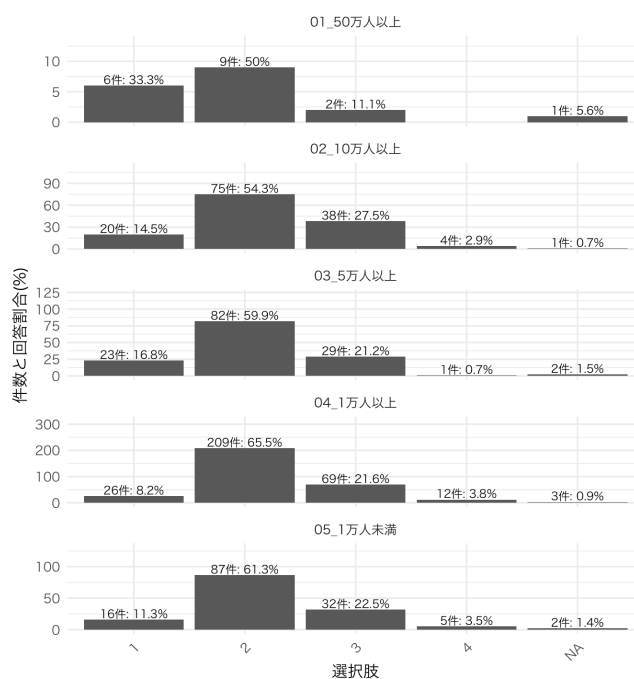 01_50万人以上
10
5
0
6件: 33.3%
9件: 50%
2件: 11.1%
1件: 5.6%
02_10万人以上
90
60
30
0
20件: 14.5%
75件: 54.3%
38件: 27.5%
4件: 2.9%
1件: 0.7%
件数と回答割合(%)
03_5万人以上
125
100
75
50
25
0
23件: 16.8%
82件: 59.9%
29件: 21.2%
1件: 0.7%
2件: 1.5%
04_1万人以上
300
200
100
0
26件: 8.2%
209件: 65.5%
69件: 21.6%
12件: 3.8%
3件: 0.9%
05_1万人未満
100
50
0
16件: 11.3%
87件: 61.3%
32件: 22.5%
5件: 3.5%
2件: 1.4%
1
2
3
4
NA
選択肢